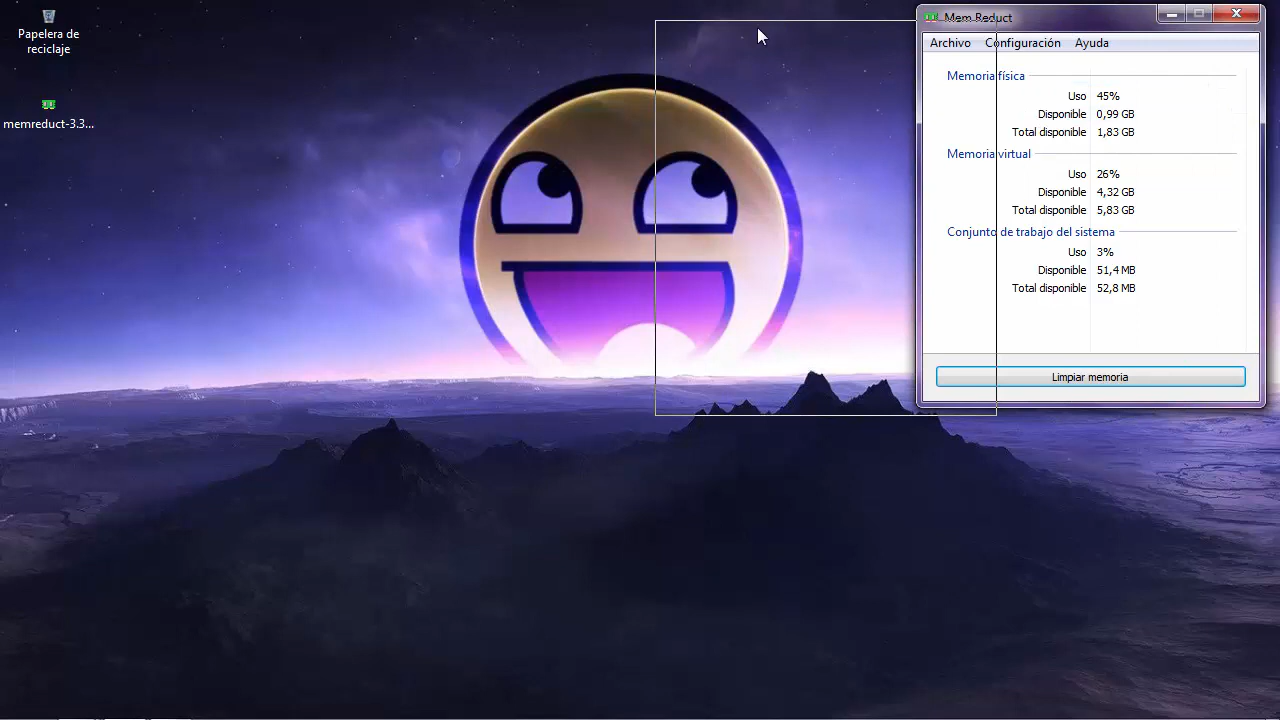 Papelera de
reciclaje
memreduct-3.3...
Mem Reduct
Archivo Configuración Ayuda
Memoria física
Uso 45%
Disponible 0,99 GB
Total disponible 1,83 GB
Memoria virtual
Uso 26%
Disponible 4,32 GB
Total disponible 5,83 GB
Conjunto de trabajo del sistema
Uso 3%
Disponible 51,4 MB
Total disponible 52,8 MB
Limpiar memoria